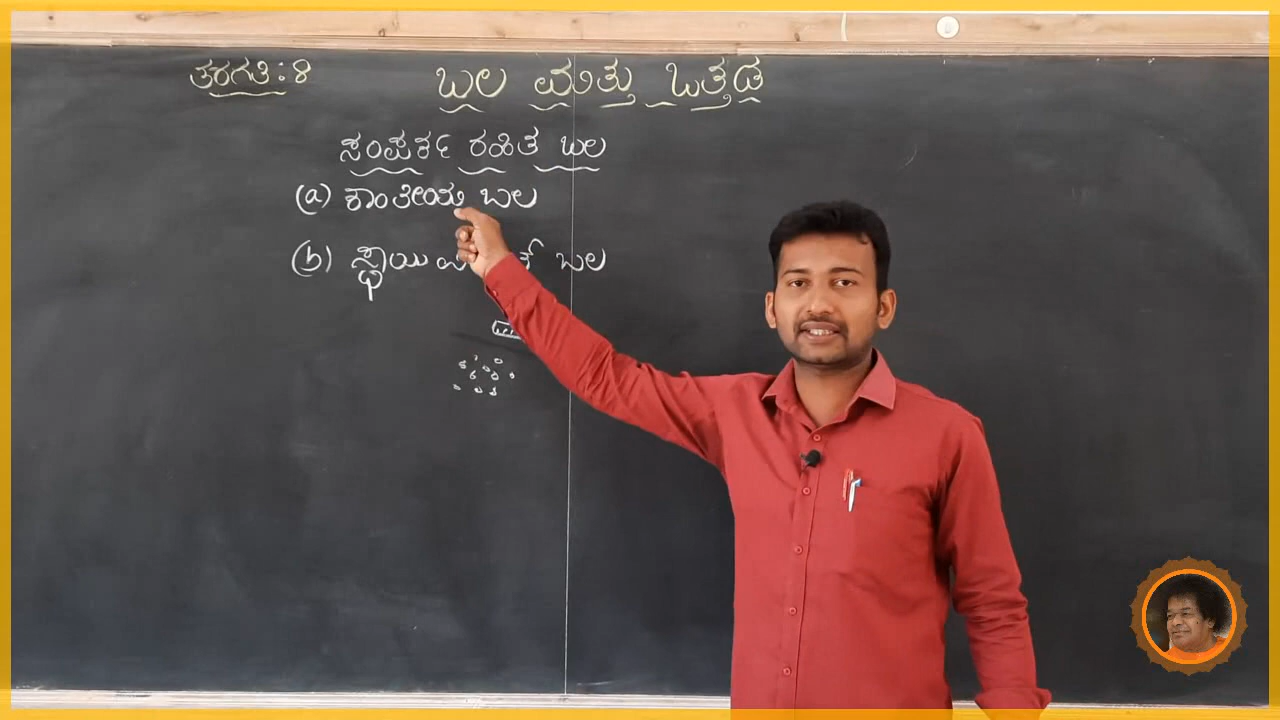 ತರಗತಿ: 8
ಬಲ ಮತ್ತು ಒತ್ತಡ
ಸಂಪರ್ಕ ರಹಿತ ಬಲ
(a) ಕಾಂತೀಯ ಬಲ
(b) ಬಲ